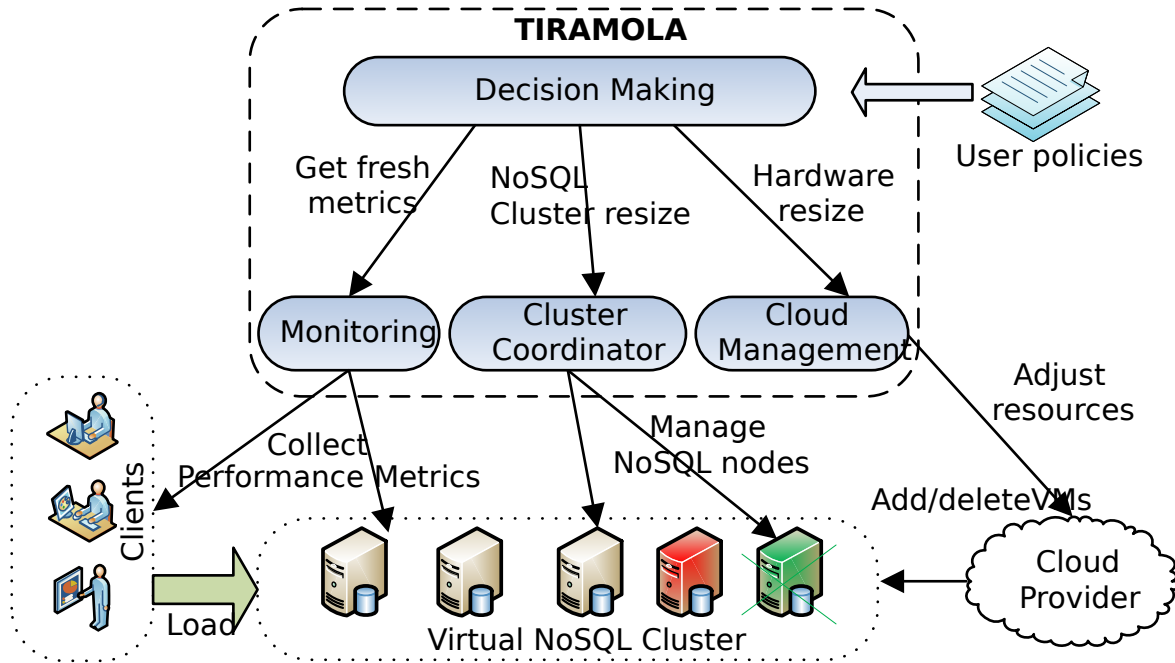 TIRAMOLA
Decision Making
User policies
Get fresh
metrics
NoSQL
Cluster resize
Hardware
resize
Monitoring
Cluster
Coordinator
Cloud
Management
Adjust
resources
Collect
Performance Metrics
Manage
NoSQL nodes
Clients
Add/deleteVMs
Cloud
Provider
Load
Virtual NoSQL Cluster